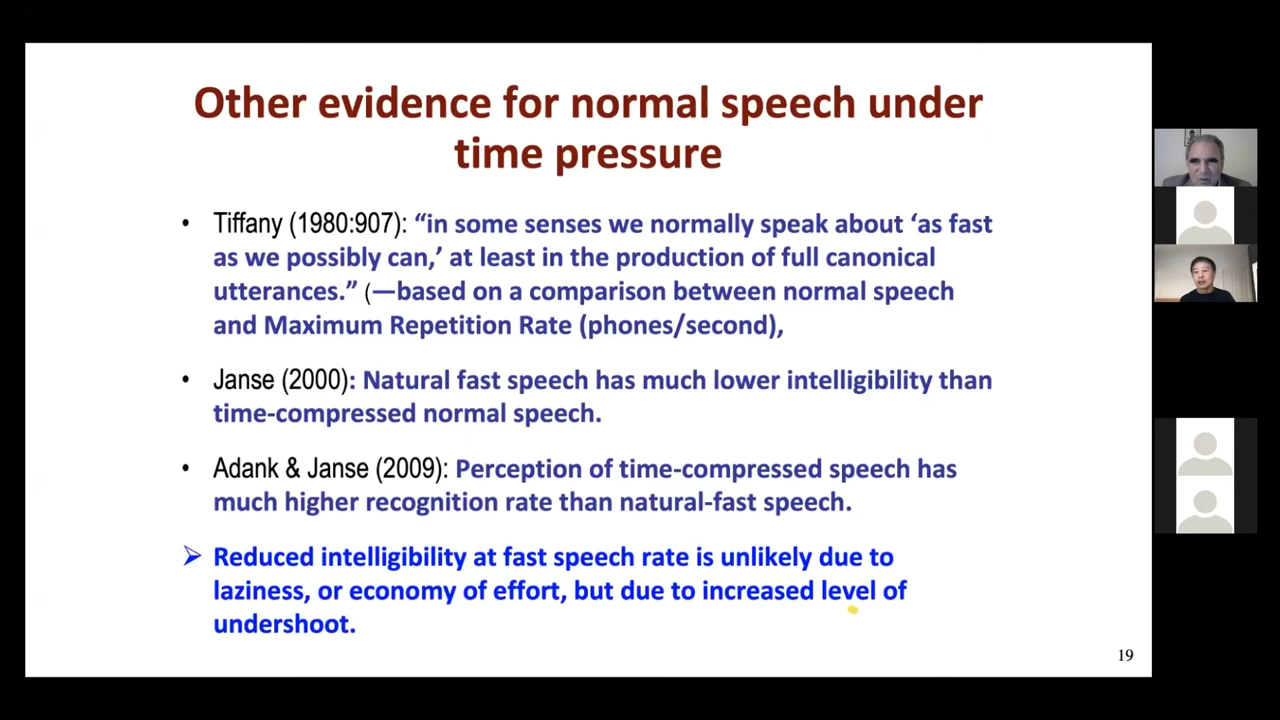 Other evidence for normal speech under
time pressure
• Tiffany (1980:907): “in some senses we normally speak about ‘as fast
as we possibly can,’ at least in the production of full canonical
utterances.” (—based on a comparison between normal speech
and Maximum Repetition Rate (phones/second),
• Janse (2000): Natural fast speech has much lower intelligibility than
time-compressed normal speech.
• Adank & Janse (2009): Perception of time-compressed speech has
much higher recognition rate than natural-fast speech.
➢ Reduced intelligibility at fast speech rate is unlikely due to
laziness, or economy of effort, but due to increased level of
undershoot.
19